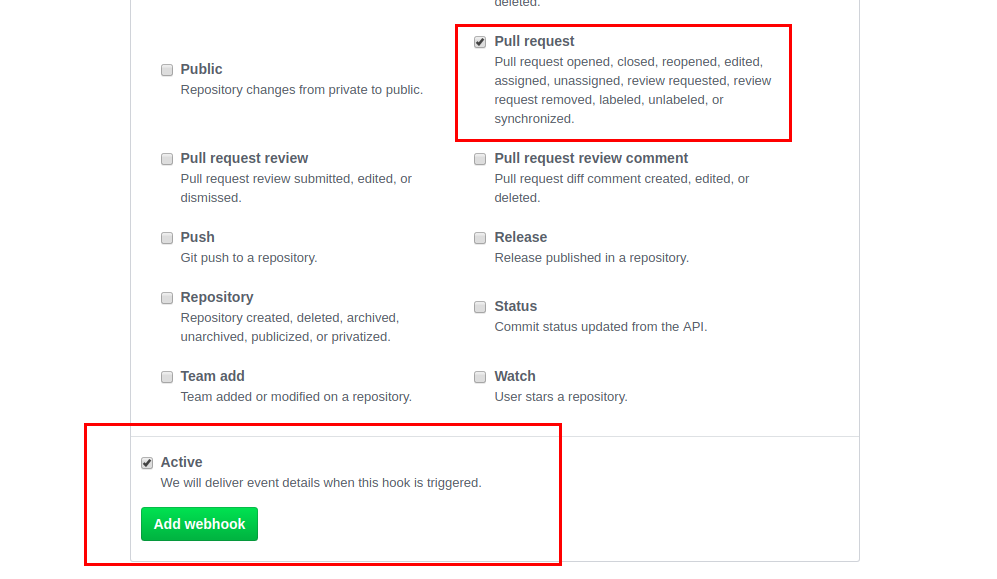 deleted.
Pull request
Pull request opened, closed, reopened, edited,
assigned, unassigned, review requested, review
request removed, labeled, unlabeled, or
synchronized.
Public
Repository changes from private to public.
Pull request review
Pull request review submitted, edited, or
dismissed.
Pull request review comment
Pull request diff comment created, edited, or
deleted.
Push
Git push to a repository.
Release
Release published in a repository.
Repository
Repository created, deleted, archived,
unarchived, publicized, or privatized.
Status
Commit status updated from the API.
Team add
Team added or modified on a repository.
Watch
User stars a repository.
Active
We will deliver event details when this hook is triggered.
Add webhook